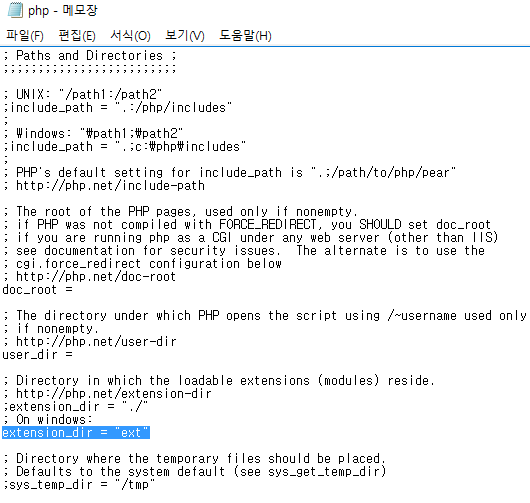 php - 메모장
파일(F) 편집(E) 서식(O) 보기(V) 도움말(H)
; Paths and Directories ;
;;;;;;;;;;;;;;;;;;;;;;;;;
; UNIX: "/path1:/path2"
;include_path = ".:/php/includes"
;
; Windows: "₩path1;₩path2"
;include_path = ".;c:₩php₩includes"
;
; PHP's default setting for include_path is ".;/path/to/php/pear"
; http://php.net/include-path
; The root of the PHP pages, used only if nonempty.
; if PHP was not compiled with FORCE_REDIRECT, you SHOULD set doc_root
; if you are running php as a CGI under any web server (other than IIS)
; see documentation for security issues.  The alternate is to use the
; cgi.force_redirect configuration below
; http://php.net/doc-root
doc_root =
; The directory under which PHP opens the script using /~username used only
; if nonempty.
; http://php.net/user-dir
user_dir =
; Directory in which the loadable extensions (modules) reside.
; http://php.net/extension-dir
;extension_dir = "./"
; On windows:
extension_dir = "ext"
; Directory where the temporary files should be placed.
; Defaults to the system default (see sys_get_temp_dir)
;sys_temp_dir = "/tmp"